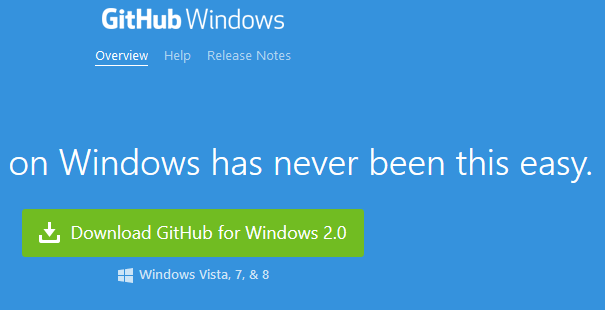 GitHub Windows
Overview Help Release Notes
on Windows has never been this easy.
Download GitHub for Windows 2.0
Windows Vista, 7, & 8